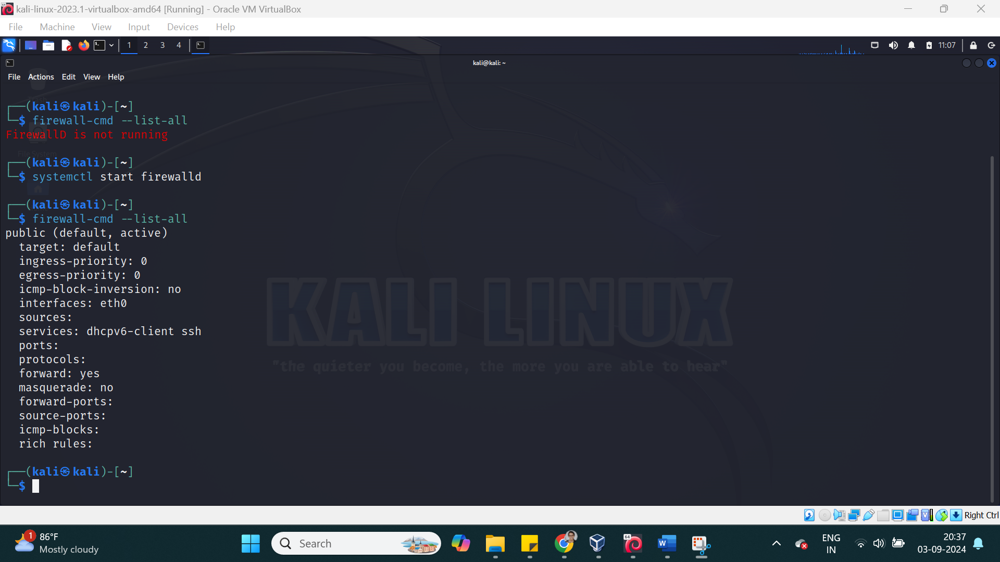 kali-linux-2023.1-virtualbox-amd64 [Running] - Oracle VM VirtualBox
File Machine View Input Devices Help
1 2 3 4 11:07
kali@kali: ~
File Actions Edit View Help
Trash
┌──(kali㉿kali)-[~]
└─$ firewall-cmd --list-all
FirewallD is not running
File System
┌──(kali㉿kali)-[~]
└─$ systemctl start firewalld
┌──(kali㉿kali)-[~]
└─$ firewall-cmd --list-all
public (default, active)
  target: default
  ingress-priority: 0
  egress-priority: 0
  icmp-block-inversion: no
  interfaces: eth0
  sources:
  services: dhcpv6-client ssh
  ports:
  protocols:
  forward: yes
  masquerade: no
  forward-ports:
  source-ports:
  icmp-blocks:
  rich rules:
┌──(kali㉿kali)-[~]
└─$
KALI LINUX
"the quieter you become, the more you are able to hear"
Right Ctrl
1
86°F
Mostly cloudy
Search
64
W
ENG
IN
20:37
03-09-2024